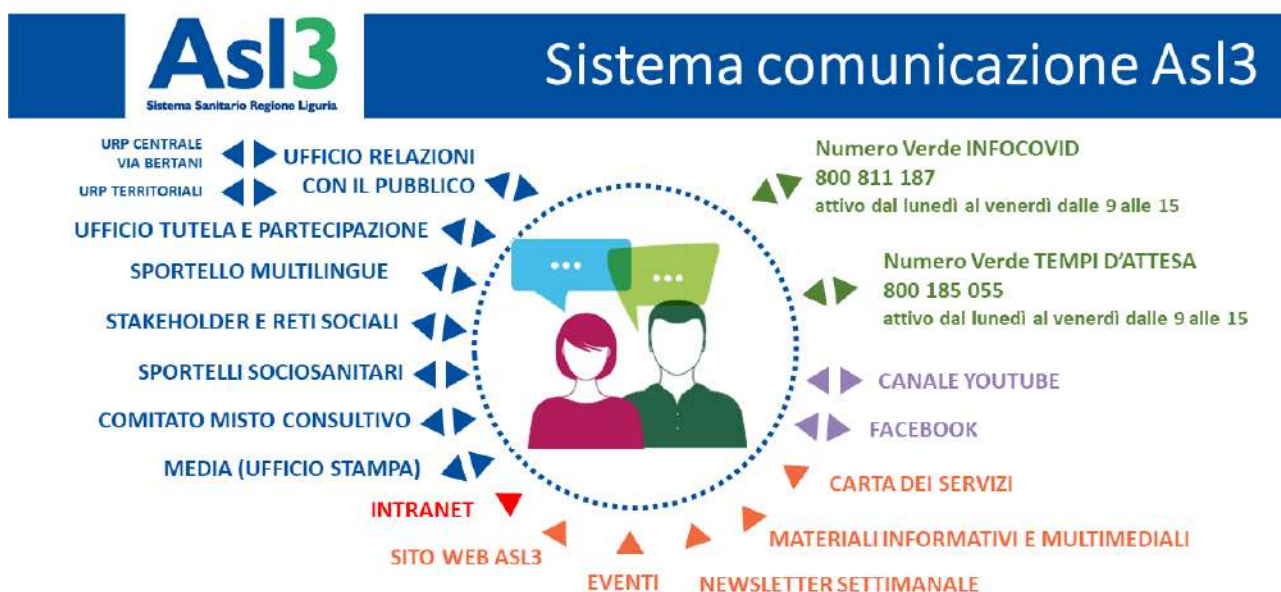 Asl3
Sistema Sanitario Regione Liguria
Sistema comunicazione Asl3
URP CENTRALE
VIA BERTANI
URP TERRITORIALI
UFFICIO RELAZIONI
CON IL PUBBLICO
UFFICIO TUTELA E PARTECIPAZIONE
SPORTELLO MULTILINGUE
STAKEHOLDER E RETI SOCIALI
SPORTELLI SOCIOSANITARI
COMITATO MISTO CONSULTIVO
MEDIA (UFFICIO STAMPA)
INTRANET
SITO WEB ASL3
EVENTI
NEWSLETTER SETTIMANALE
MATERIALI INFORMATIVI E MULTIMEDIALI
CARTA DEI SERVIZI
FACEBOOK
CANALE YOUTUBE
Numero Verde TEMPI D'ATTESA
800 185 055
attivo dal lunedì al venerdì dalle 9 alle 15
Numero Verde INFOCOVID
800 811 187
attivo dal lunedì al venerdì dalle 9 alle 15